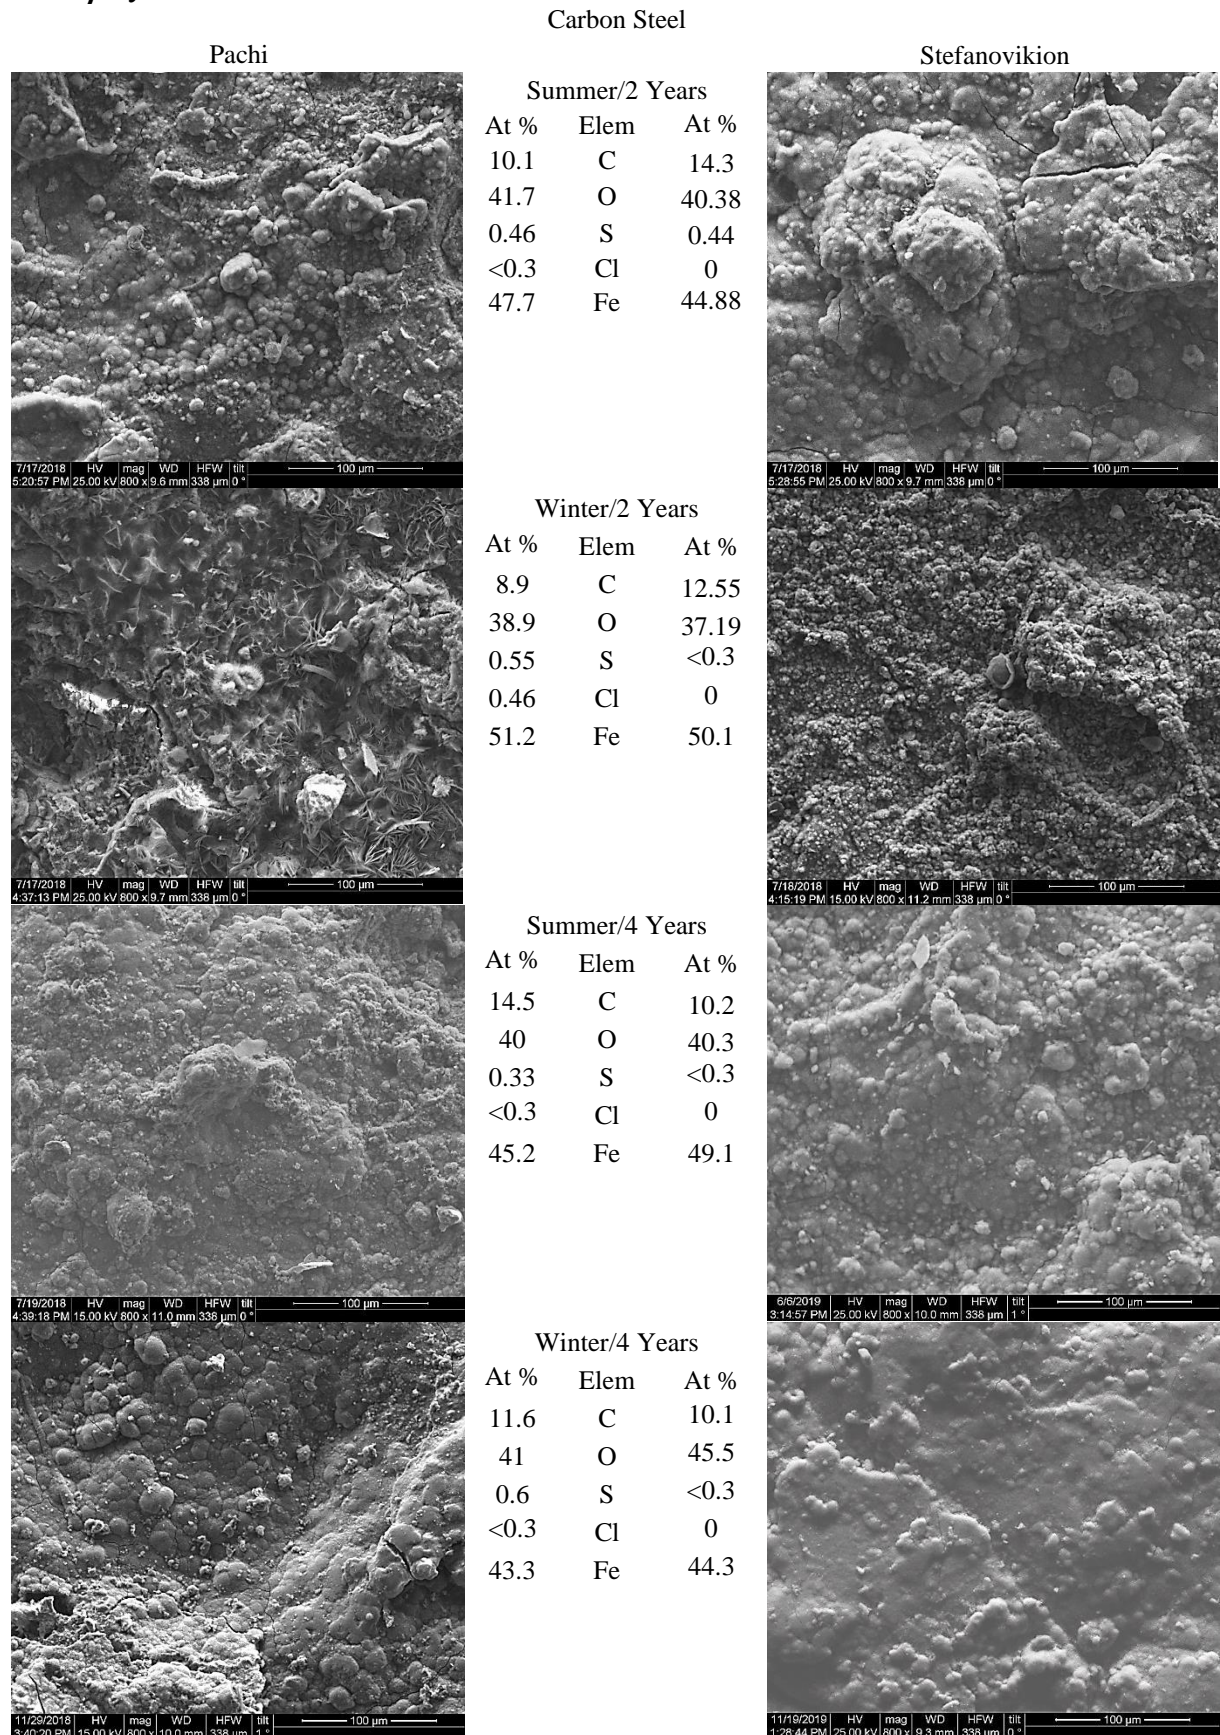 Carbon Steel
Pachi
Stefanovikion
Summer/2 Years
At % Elem At %
10.1 C 14.3
41.7 O 40.38
0.46 S 0.44
<0.3 Cl 0
47.7 Fe 44.88
7/17/2018 HV mag WD HFW tilt 100 µm
5:20:57 PM 25.00 kV 800 x 9.6 mm 338 µm 0 °
7/17/2018 HV mag WD HFW tilt 100 µm
5:28:55 PM 25.00 kV 800 x 9.7 mm 338 µm 0 °
Winter/2 Years
At % Elem At %
8.9 C 12.55
38.9 O 37.19
0.55 S <0.3
0.46 Cl 0
51.2 Fe 50.1
7/17/2018 HV mag WD HFW tilt 100 µm
4:37:13 PM 25.00 kV 800 x 9.7 mm 338 µm 0 °
7/18/2018 HV mag WD HFW tilt 100 µm
4:15:19 PM 15.00 kV 800 x 11.2 mm 338 µm 0 °
Summer/4 Years
At % Elem At %
14.5 C 10.2
40 O 40.3
0.33 S <0.3
<0.3 Cl 0
45.2 Fe 49.1
7/19/2018 HV mag WD HFW tilt 100 µm
4:39:18 PM 15.00 kV 800 x 11.0 mm 338 µm 0 °
6/6/2019 HV mag WD HFW tilt 100 µm
3:14:57 PM 25.00 kV 800 x 10.0 mm 338 µm 1 °
Winter/4 Years
At % Elem At %
11.6 C 10.1
41 O 45.5
0.6 S <0.3
<0.3 Cl 0
43.3 Fe 44.3
11/29/2018 HV mag WD HFW tilt 100 µm
3:40:20 PM 15.00 kV 800 x 10.0 mm 338 µm 1 °
11/19/2019 HV mag WD HFW tilt 100 µm
1:28:44 PM 25.00 kV 800 x 9.3 mm 338 µm 0 °